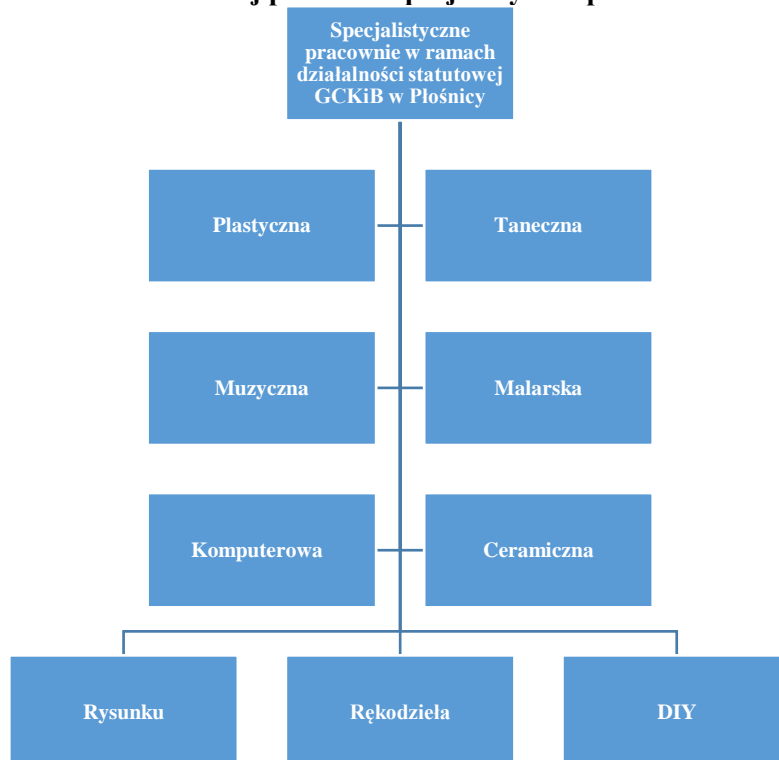 Specjalistyczne
pracownie w ramach
działalności statutowej
GCKiB w Płośnicy
Plastyczna
Taneczna
Muzyczna
Malarska
Komputerowa
Ceramiczna
Rysunku
Rękodzieła
DIY